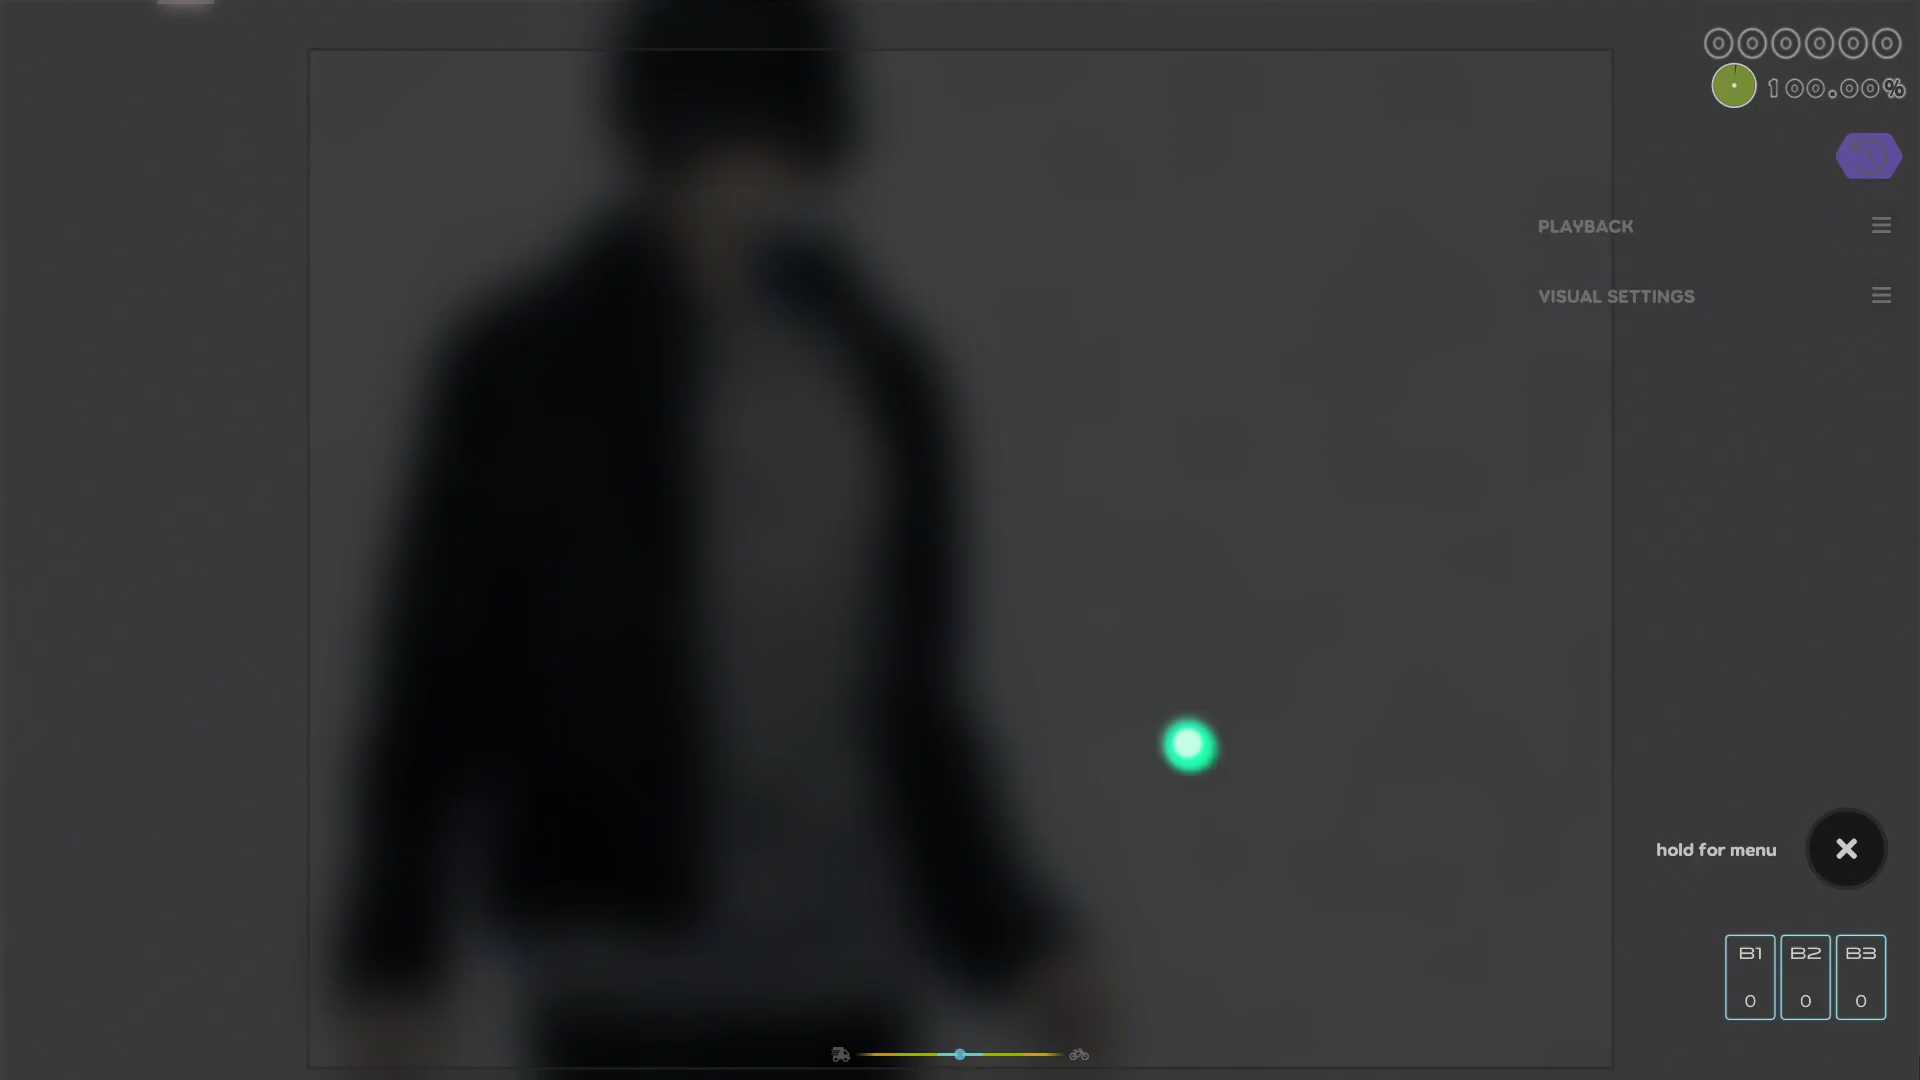 000000
100.00%
PLAYBACK
VISUAL SETTINGS
hold for menu
B1 B2 B3
0 0 0